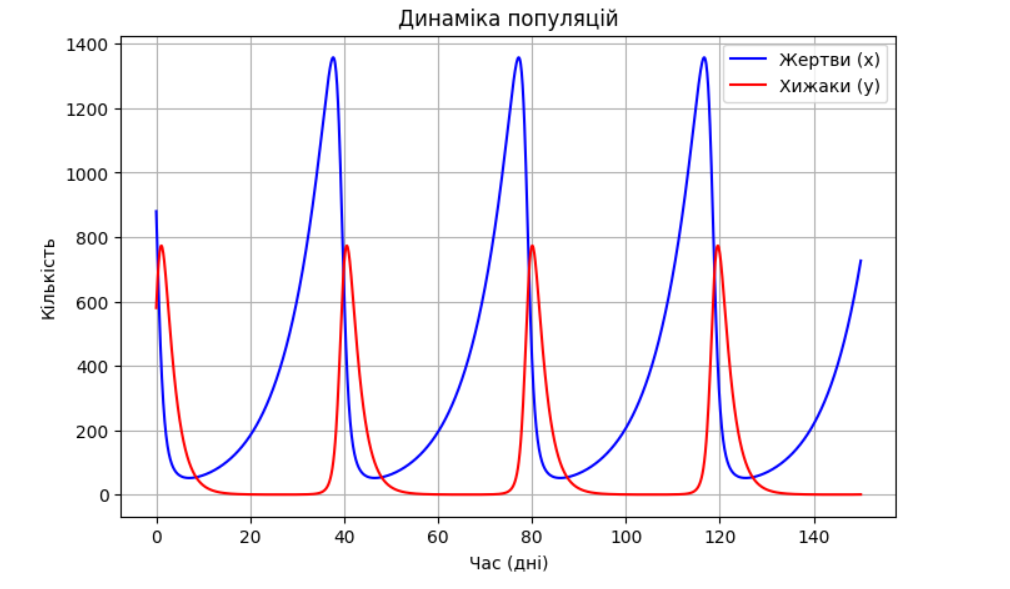 Динаміка популяцій
1400
1200
1000
800
600
400
200
0
Кількість
Жертви (x)
Хижаки (y)
0 20 40 60 80 100 120 140
Час (дні)